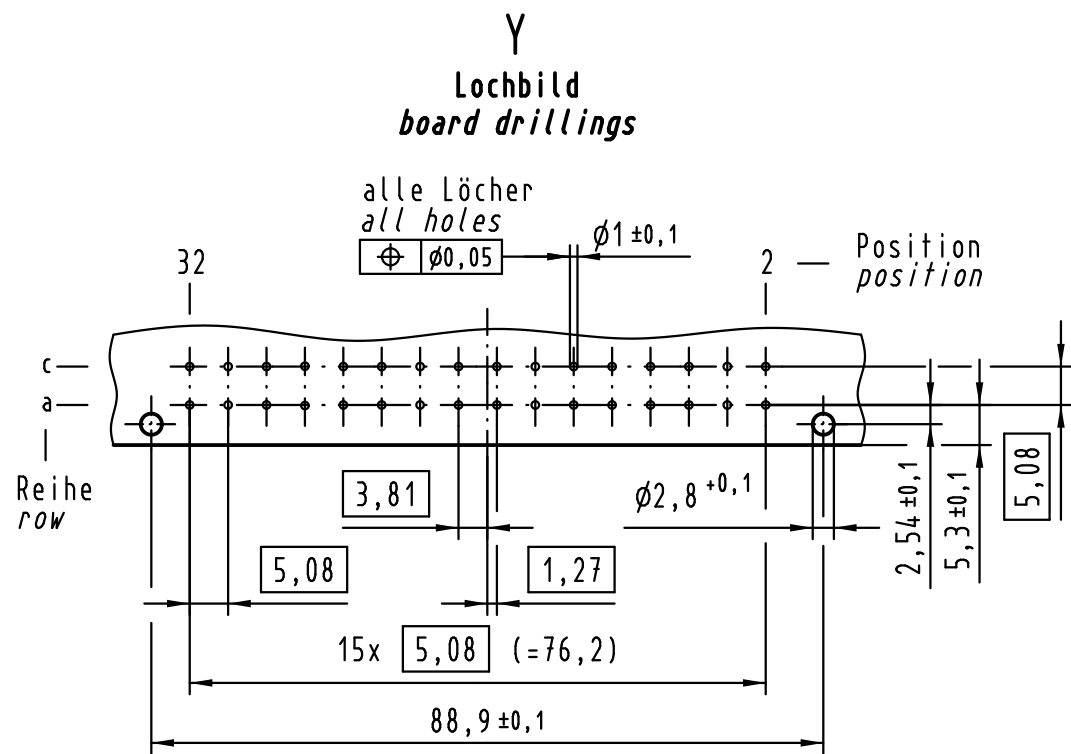 Y
Lochbild
board drillings
alle Löcher
all holes
⌖ ø0,05
ø1 ±0,1
32
2
Position
position
c
a
Reihe
row
3,81
ø2,8 +0,1
5,08
1,27
2,54 ±0,1
5,3 ±0,1
5,08
15x 5,08 (=76,2)
88,9 ±0,1